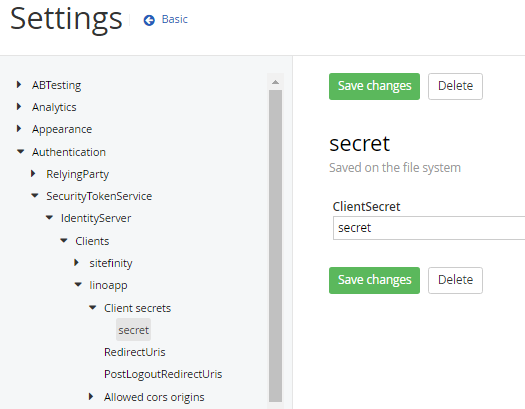 Settings
Basic
ABTesting
Analytics
Appearance
Authentication
RelyingParty
SecurityTokenService
IdentityServer
Clients
sitefinity
linoapp
Client secrets
secret
RedirectUris
PostLogoutRedirectUris
Allowed cors origins
Save changes
Delete
secret
Saved on the file system
ClientSecret
secret
Save changes
Delete